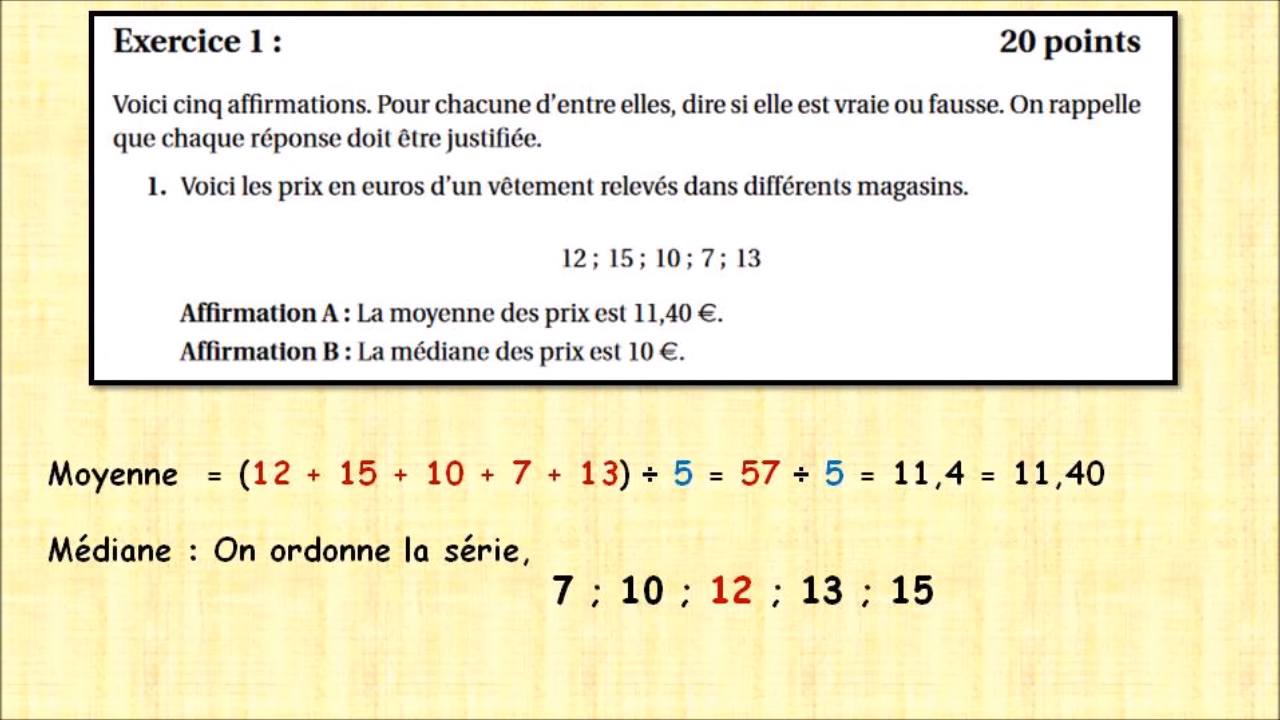 Exercice 1 : 20 points
Voici cinq affirmations. Pour chacune d’entre elles, dire si elle est vraie ou fausse. On rappelle
que chaque réponse doit être justifiée.
1. Voici les prix en euros d’un vêtement relevés dans différents magasins.
12 ; 15 ; 10 ; 7 ; 13
Affirmation A : La moyenne des prix est 11,40 €.
Affirmation B : La médiane des prix est 10 €.
Moyenne = (12 + 15 + 10 + 7 + 13) ÷ 5 = 57 ÷ 5 = 11,4 = 11,40
Médiane : On ordonne la série,
7 ; 10 ; 12 ; 13 ; 15